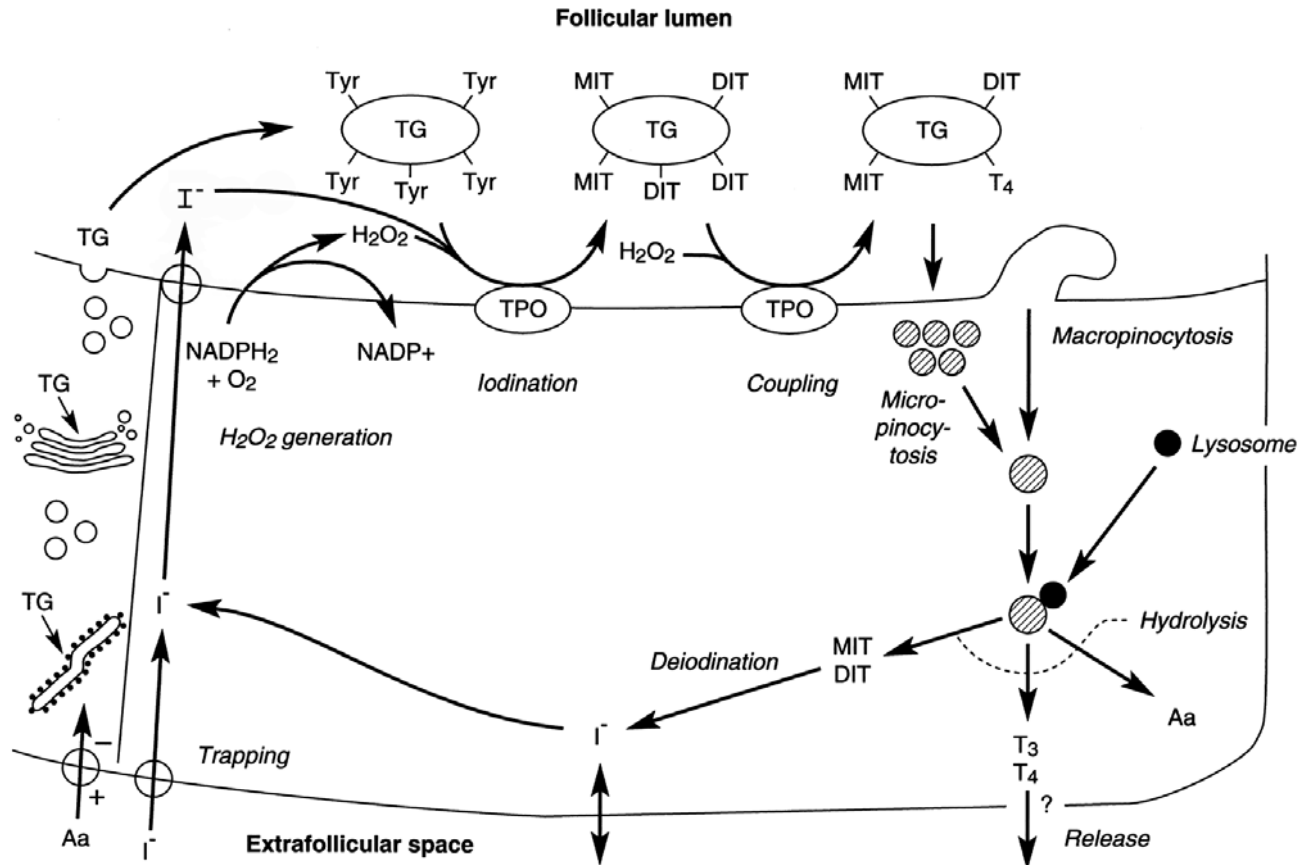 Follicular lumen
Tyr Tyr MIT DIT MIT DIT
TG TG TG
Tyr Tyr Tyr MIT DIT DIT MIT T₄
I⁻
TG H₂O₂ H₂O₂
TPO TPO
NADPH₂
+ O₂
NADP+
Iodination
Coupling
Macropinocytosis
Micro-
pinocy-
tosis
TG
H₂O₂ generation
Lysosome
TG
I⁻
Hydrolysis
Deiodination
MIT
DIT
Aa
I⁻
T₃
T₄
?
Trapping
−
+
Aa
I⁻
Extrafollicular space
Release